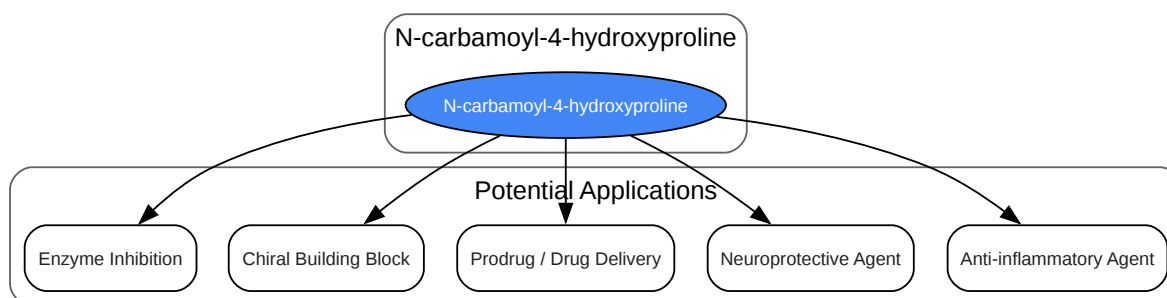 N-carbamoyl-4-hydroxyproline
N-carbamoyl-4-hydroxyproline
Potential Applications
Enzyme Inhibition
Chiral Building Block
Prodrug / Drug Delivery
Neuroprotective Agent
Anti-inflammatory Agent